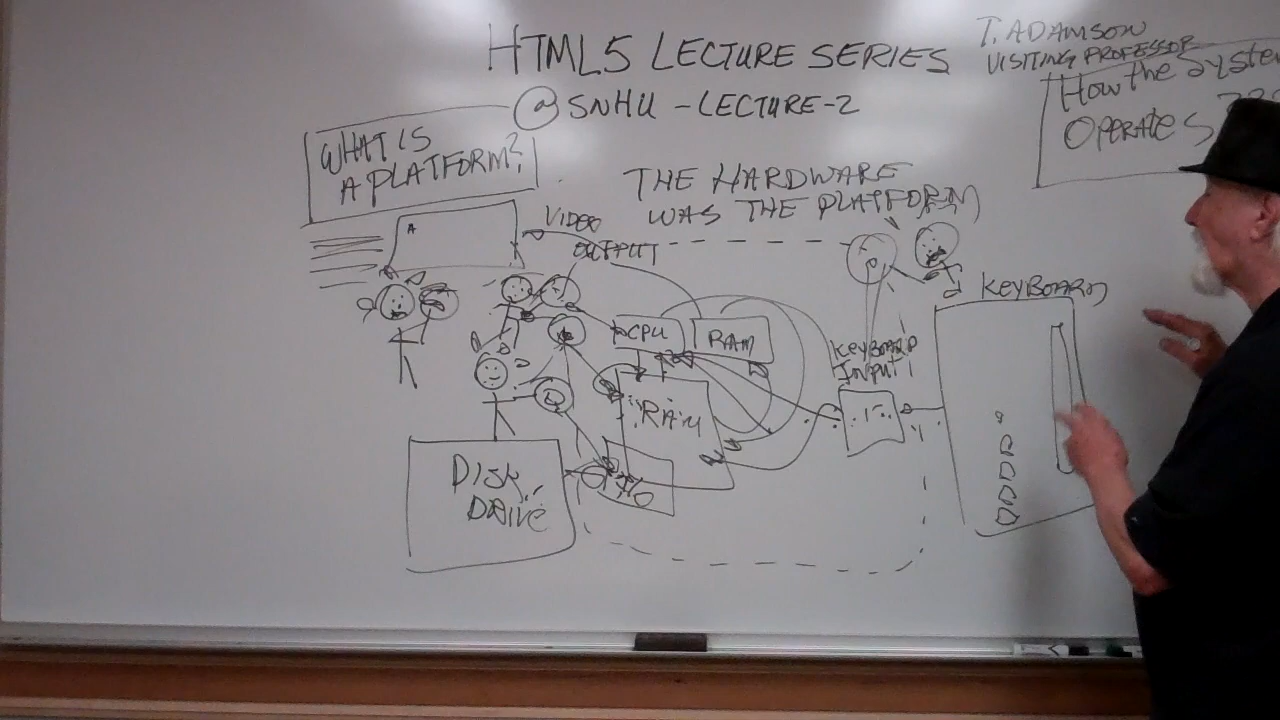 HTML5 LECTURE SERIES
@ SNHU - LECTURE-2
T. ADAMSON
VISITING PROFESSOR
How the System
OPERATES
WHAT IS
A PLATFORM?
THE HARDWARE
WAS THE PLATFORM
A
VIDEO
OUTPUT
CPU
RAM
RAM
I/O
DISK
DRIVE
KEYBOARD
INPUT
KEYBOARD